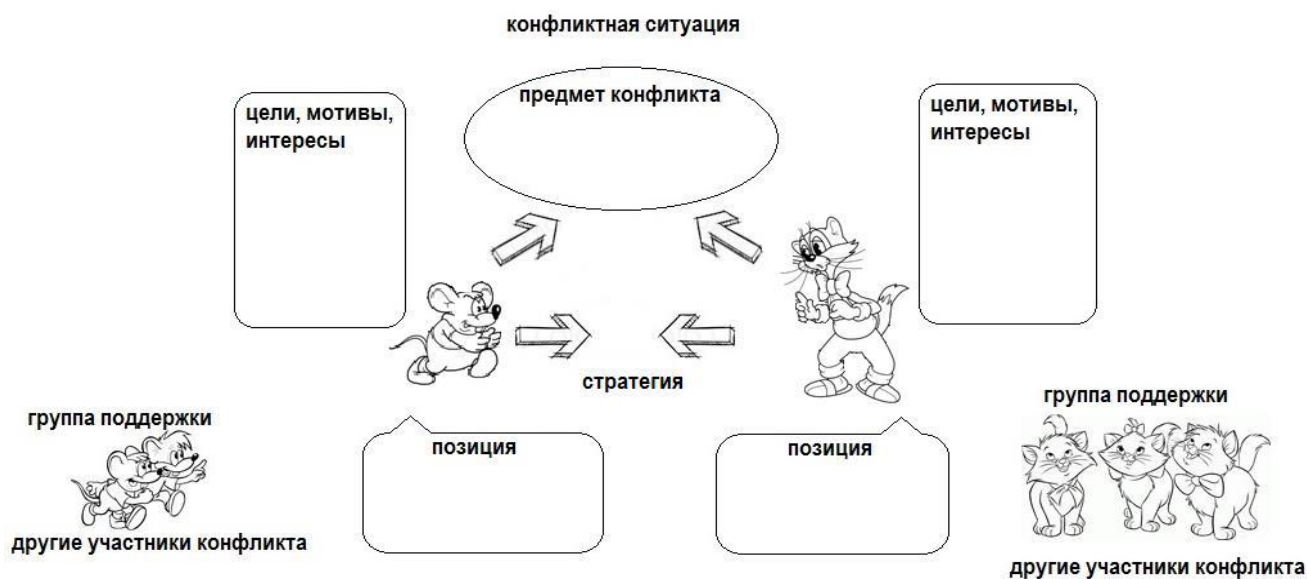 конфликтная ситуация
предмет конфликта
цели, мотивы,
интересы
цели, мотивы,
интересы
стратегия
группа поддержки
другие участники конфликта
позиция
позиция
группа поддержки
другие участники конфликта